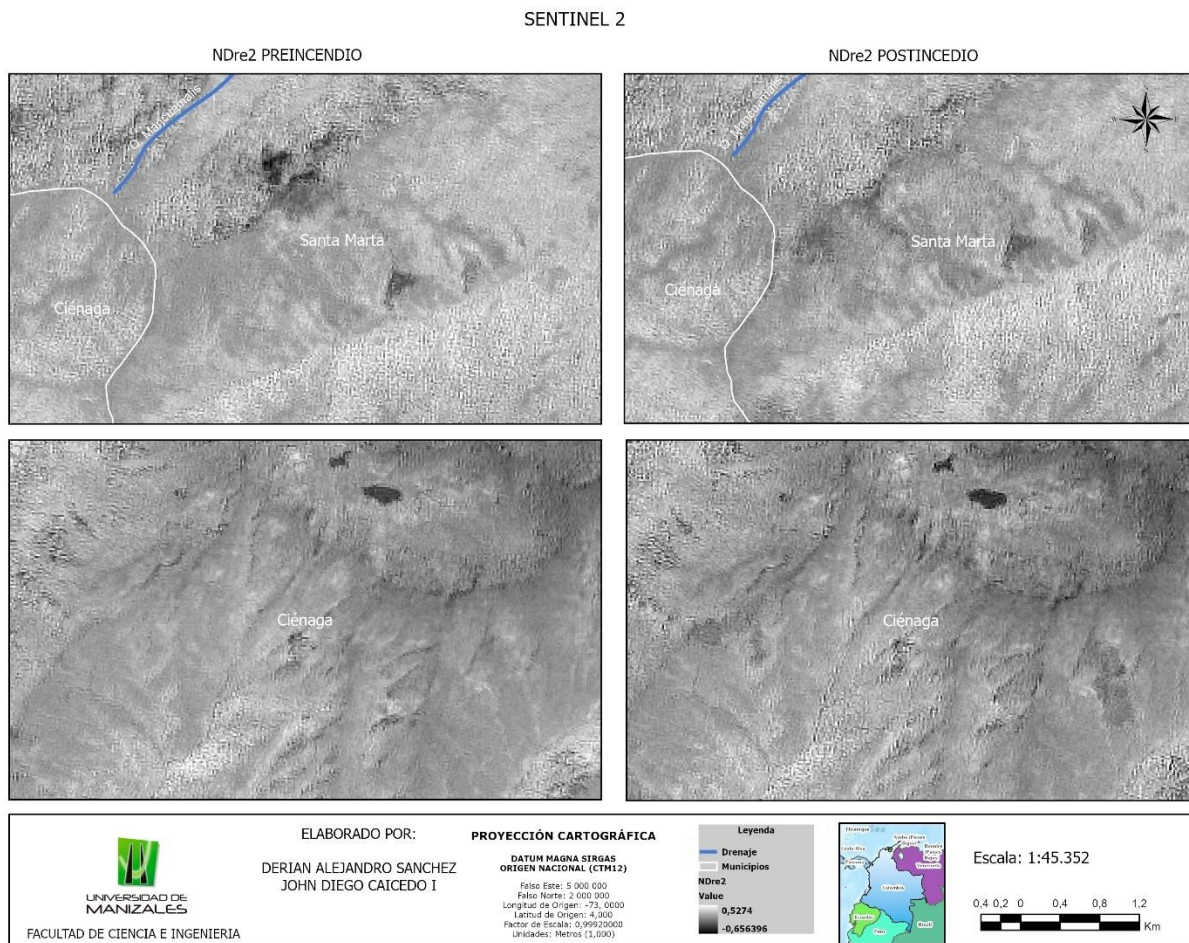 SENTINEL 2
NDre2 PREINCENDIO
NDre2 POSTINCEDIO
Santa Marta
Ciénaga
Santa Marta
Ciénaga
Ciénaga
Ciénaga
UNIVERSIDAD DE
MANIZALES
FACULTAD DE CIENCIA E INGENIERIA
ELABORADO POR:
DERIAN ALEJANDRO SANCHEZ
JOHN DIEGO CAICEDO I
PROYECCIÓN CARTOGRÁFICA
DATUM MAGNA SIRGAS
ORIGEN NACIONAL (CTM12)
Falso Este: 5 000 000
Falso Norte: 2 000 000
Longitud de Origen: -73, 0000
Latitud de Origen: 4,000
Factor de Escala: 0,99920000
Unidades: Metros (1,000)
Leyenda
Drenaje
Municipios
NDre2
Value
0,5274
-0,656396
Colombia
Ecuador
Perú
Brasil
Escala: 1:45.352
0,4 0,2 0 0,4 0,8 1,2
Km